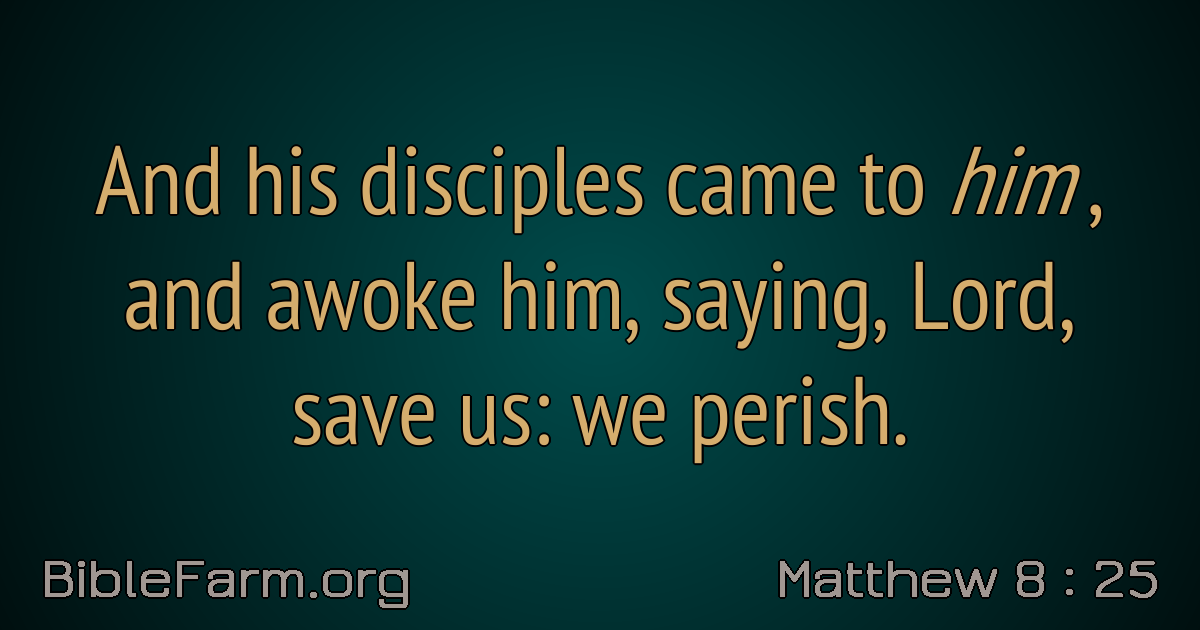 And his disciples came to him,
and awoke him, saying, Lord,
save us: we perish.
BibleFarm.org
Matthew 8 : 25